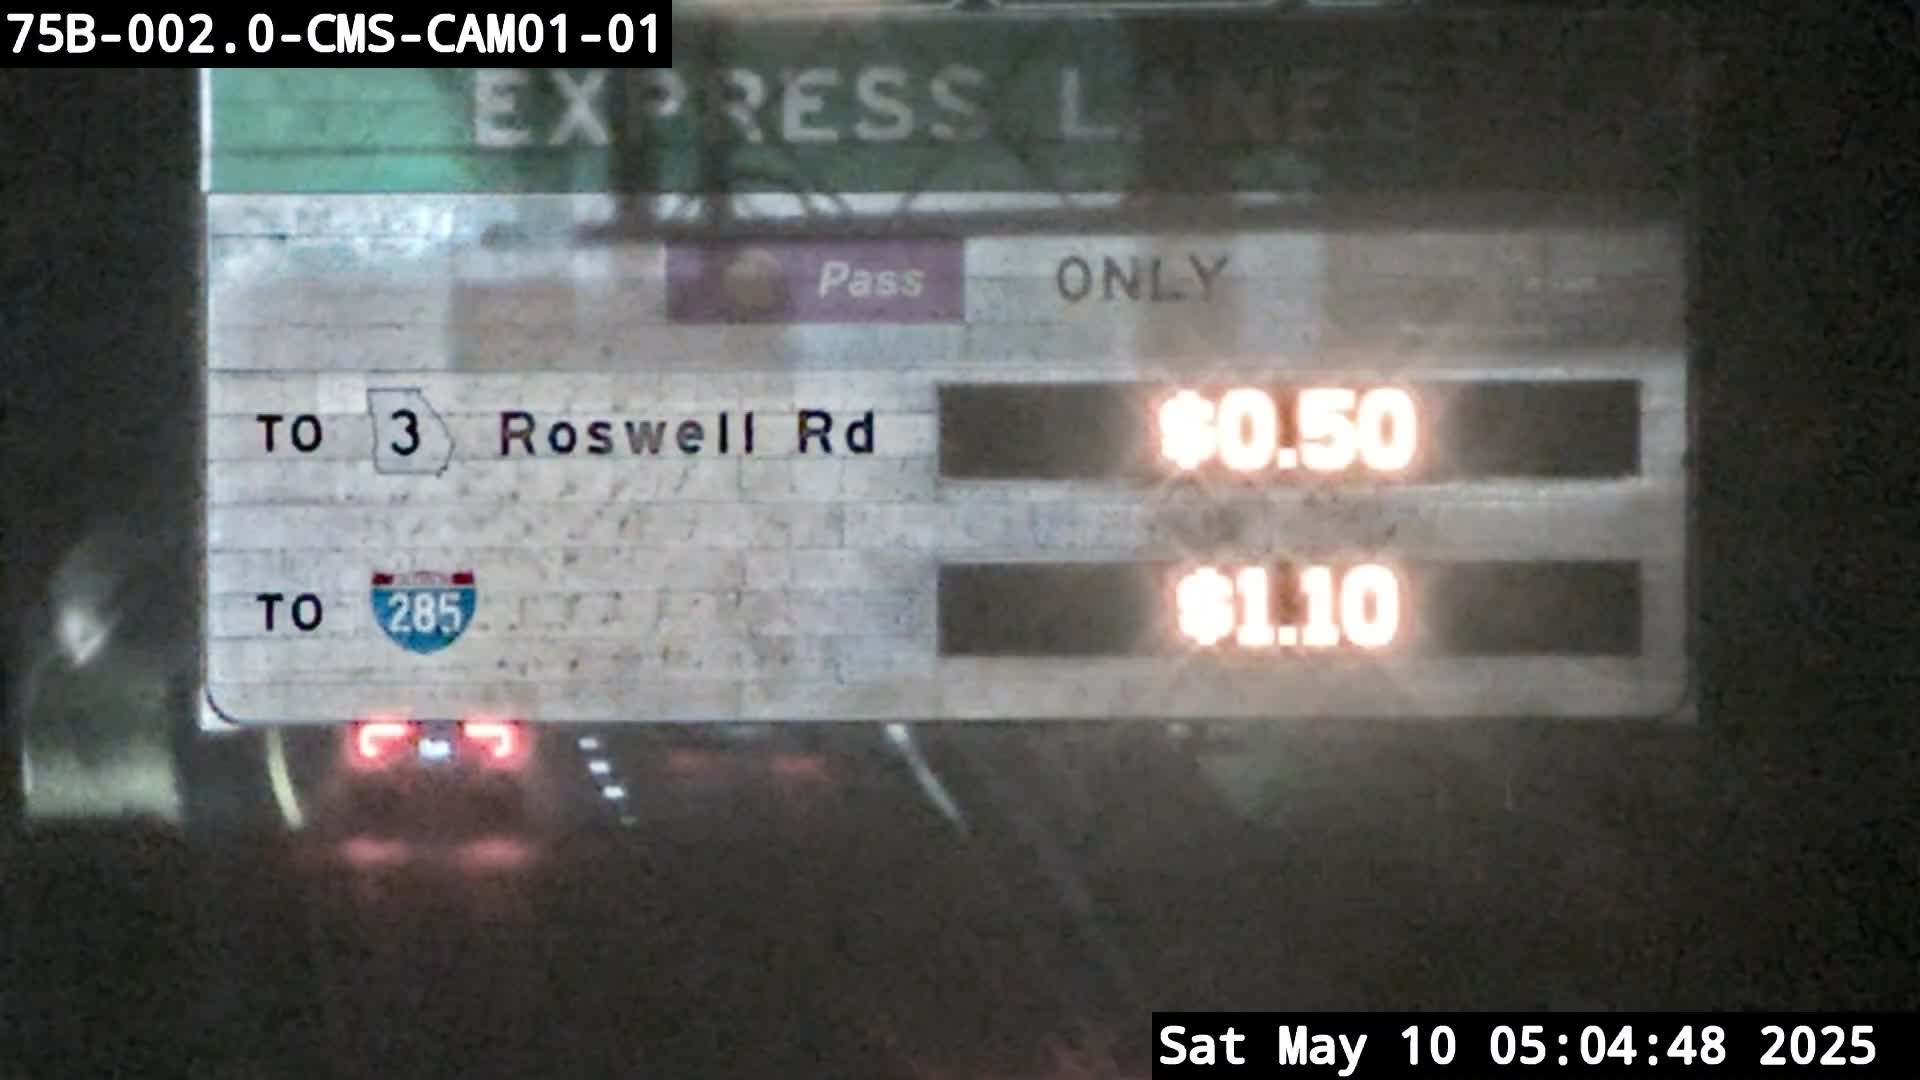 75B-002.0-CMS-CAM01-01
EXPRESS LANES
Pass ONLY
TO 3 Roswell Rd $0.50
TO 285 $1.10
Sat May 10 05:04:48 2025